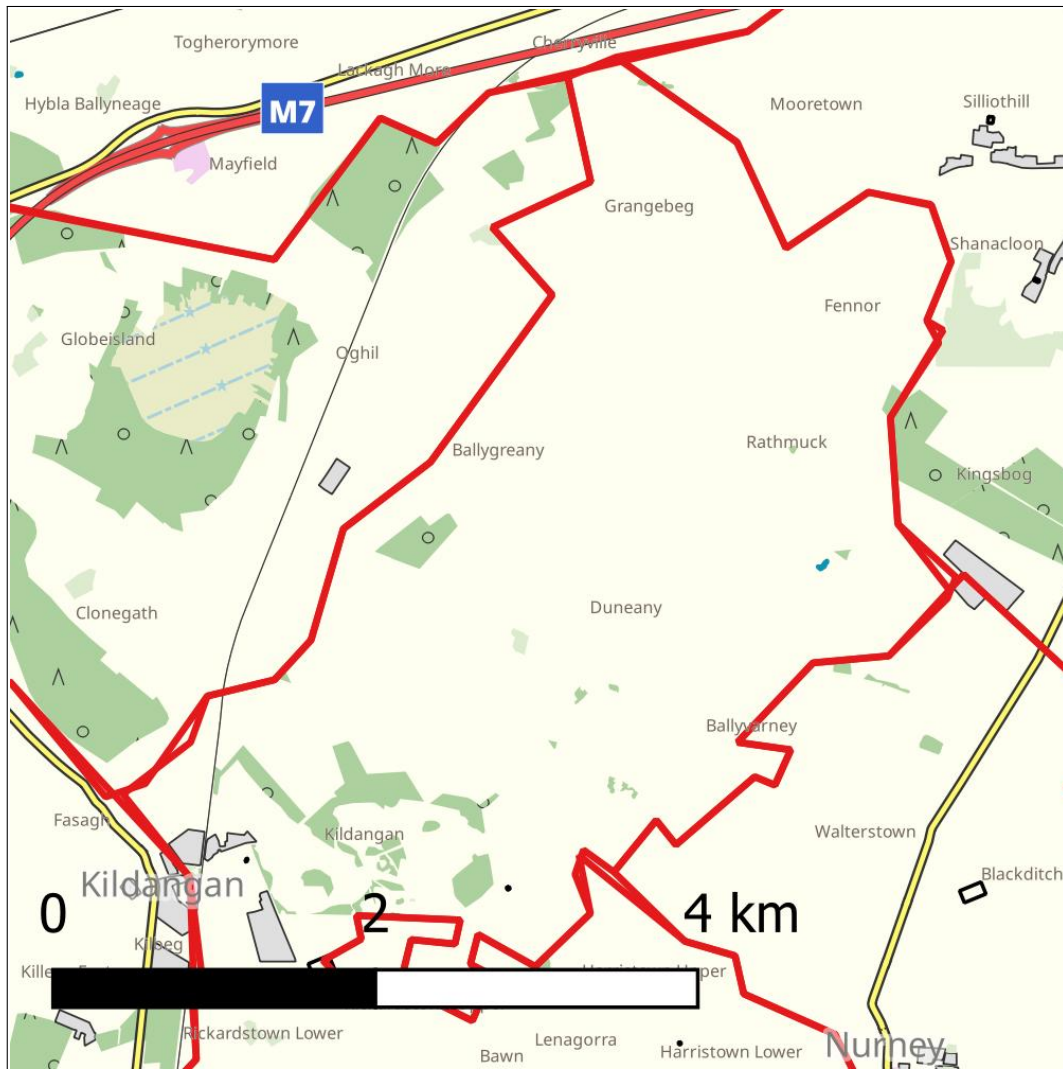 Togherorymore
Cherryville
Lackagh More
Hybla Ballyneage
M7
Mooretown
Silliothill
Mayfield
Grangebeg
Shanacloon
Fennor
Globeisland
Oghil
Rathmuck
Ballygreany
Kingsbog
Clonegath
Duneany
Ballyvarney
Fasagh
Kildangan
Walterstown
Kildangan
Blackditch
0
2
4 km
Kilbeg
Rickardstown Lower
Lenagorra
Harristown Lower
Nurney
Bawn